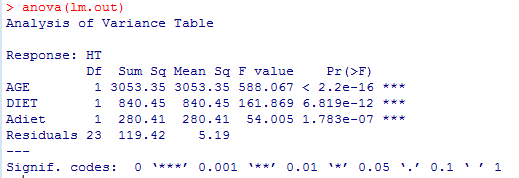 > anova(lm.out)
Analysis of Variance Table

Response: HT
          Df  Sum Sq Mean Sq F value    Pr(>F)
AGE        1 3053.35 3053.35 588.067 < 2.2e-16 ***
DIET       1  840.45  840.45 161.869 6.819e-12 ***
Adiet      1  280.41  280.41  54.005 1.783e-07 ***
Residuals 23  119.42    5.19
---
Signif. codes:  0 ‘***’ 0.001 ‘**’ 0.01 ‘*’ 0.05 ‘.’ 0.1 ‘ ’ 1